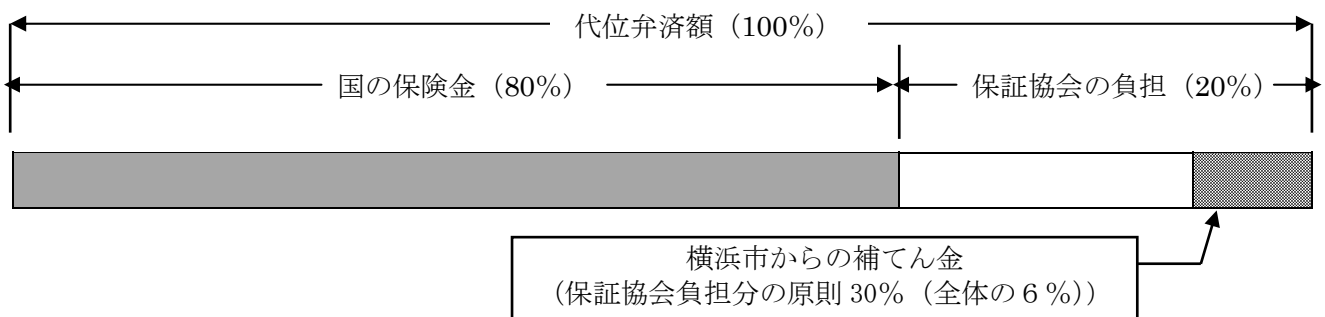 代位弁済額（100％）
国の保険金（80％）
保証協会の負担（20％）
横浜市からの補てん金
（保証協会負担分の原則 30％（全体の６％））